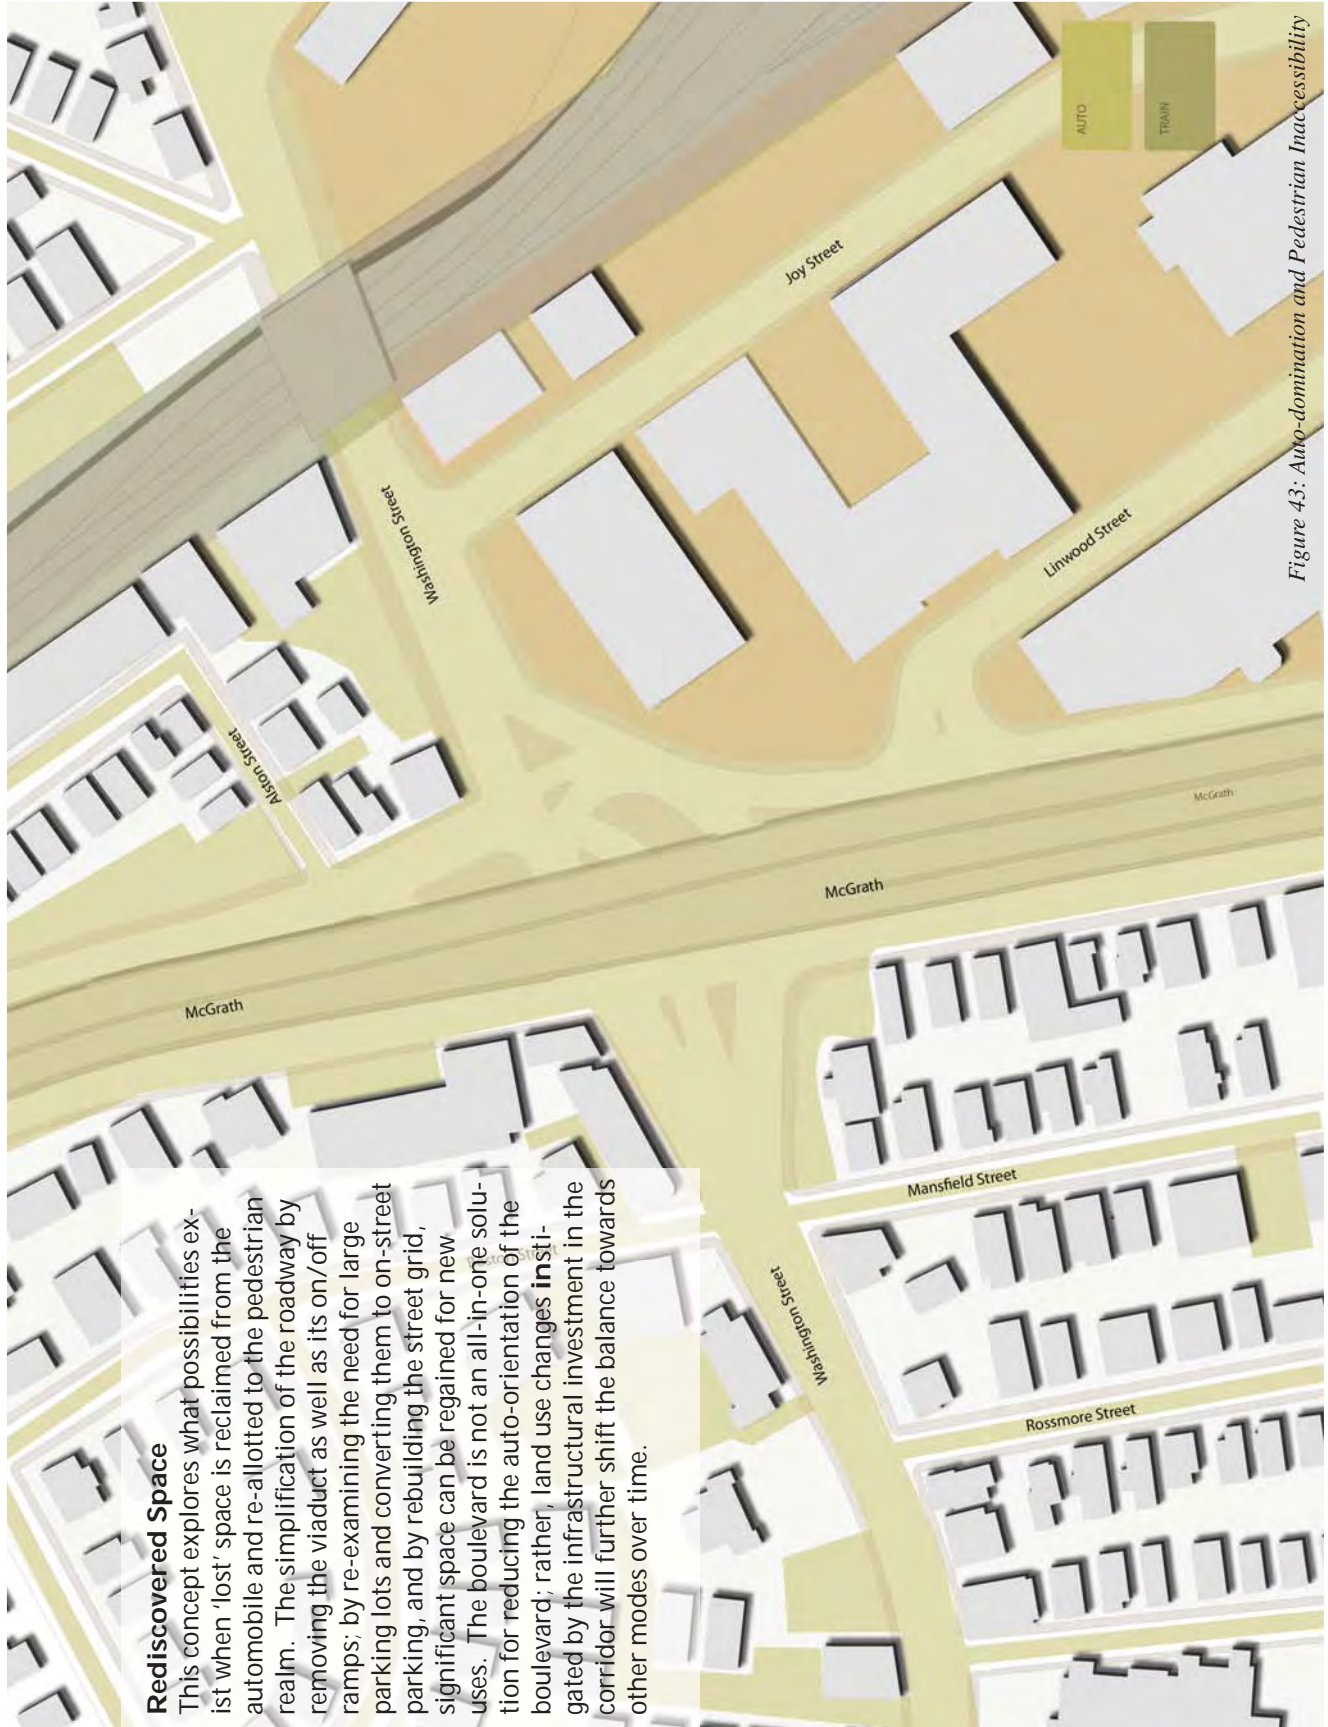 Rediscovered Space
This concept explores what possibilities ex-
ist when 'lost' space is reclaimed from the
automobile and re-allotted to the pedestrian
realm.  The simplification of the roadway by
removing the viaduct as well as its on/off
ramps; by re-examining the need for large
parking lots and converting them to on-street
parking, and by rebuilding the street grid,
significant space can be regained for new
uses.  The boulevard is not an all-in-one solu-
tion for reducing the auto-orientation of the
boulevard; rather, land use changes insti-
gated by the infrastructural investment in the
corridor will further shift the balance towards
other modes over time.
McGrath
Alston Street
Washington Street
Joy Street
AUTO
TRAIN
Linwood Street
McGrath
McGrath
Mansfield Street
Washington Street
Rossmore Street
Figure 43: Auto-domination and Pedestrian Inaccessibility